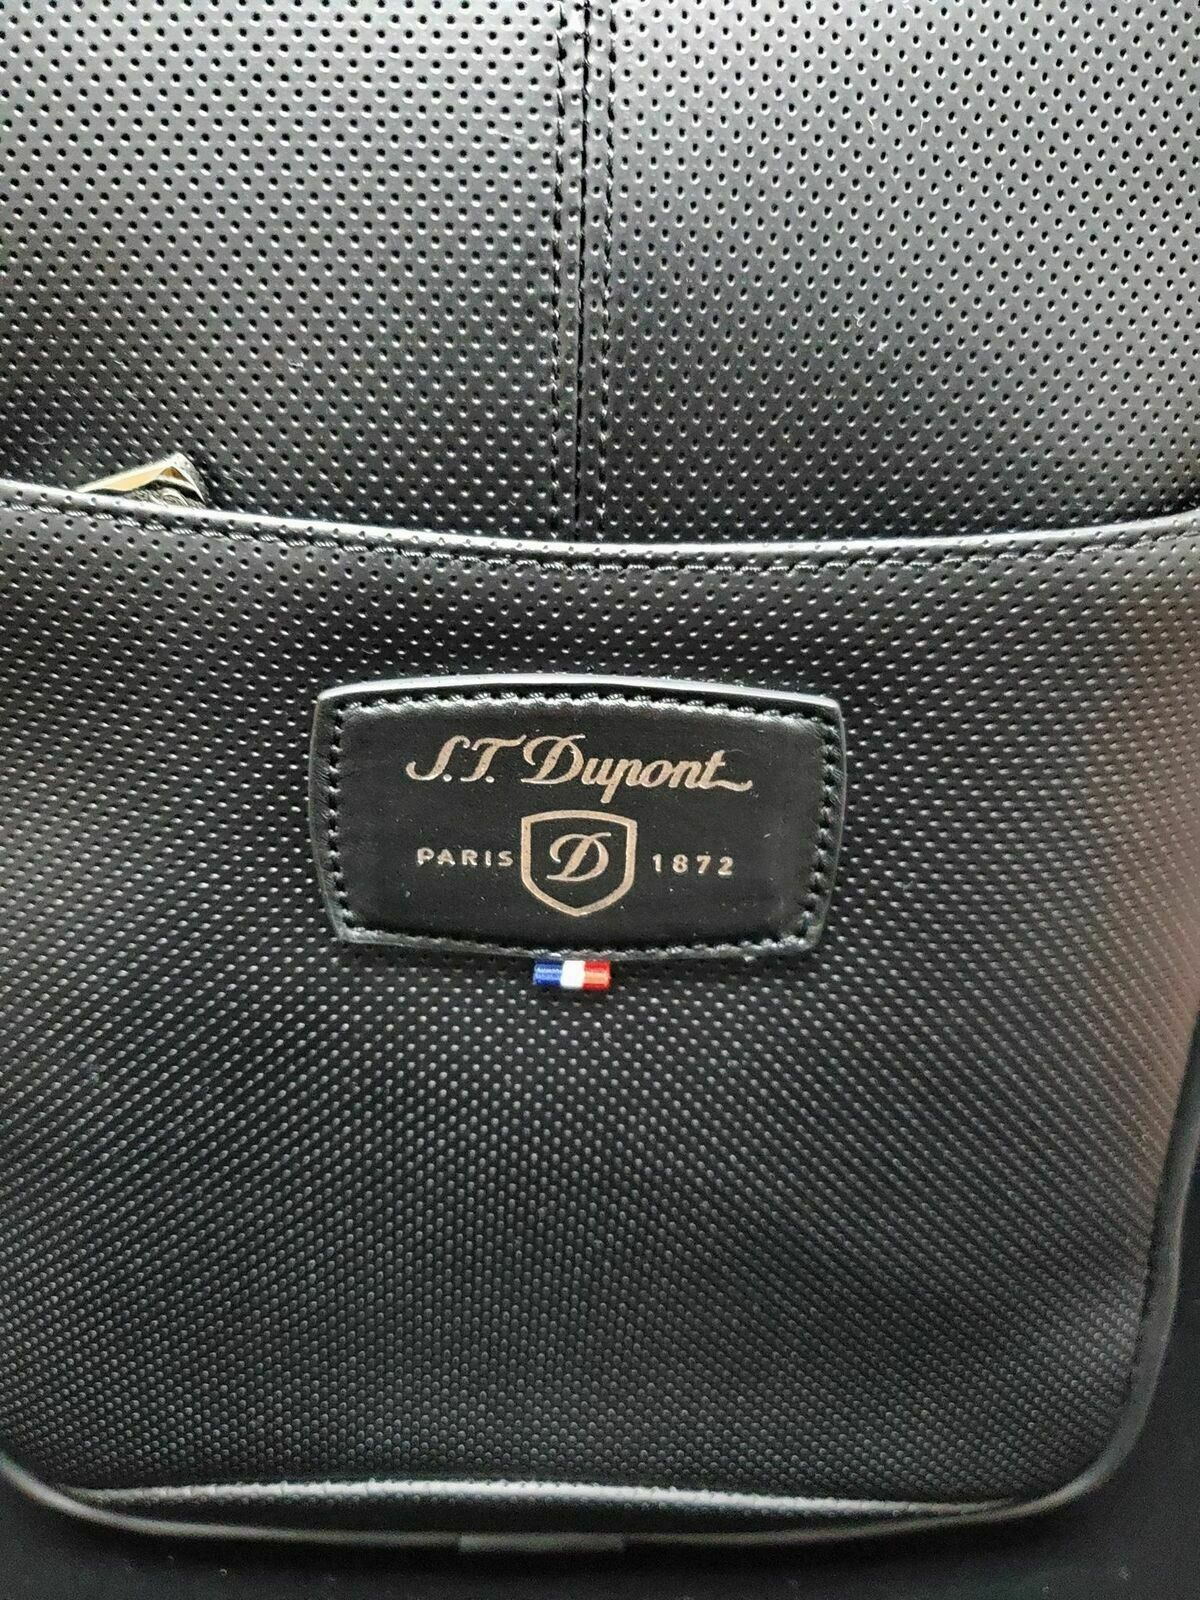 S.T. Dupont
PARIS D 1872